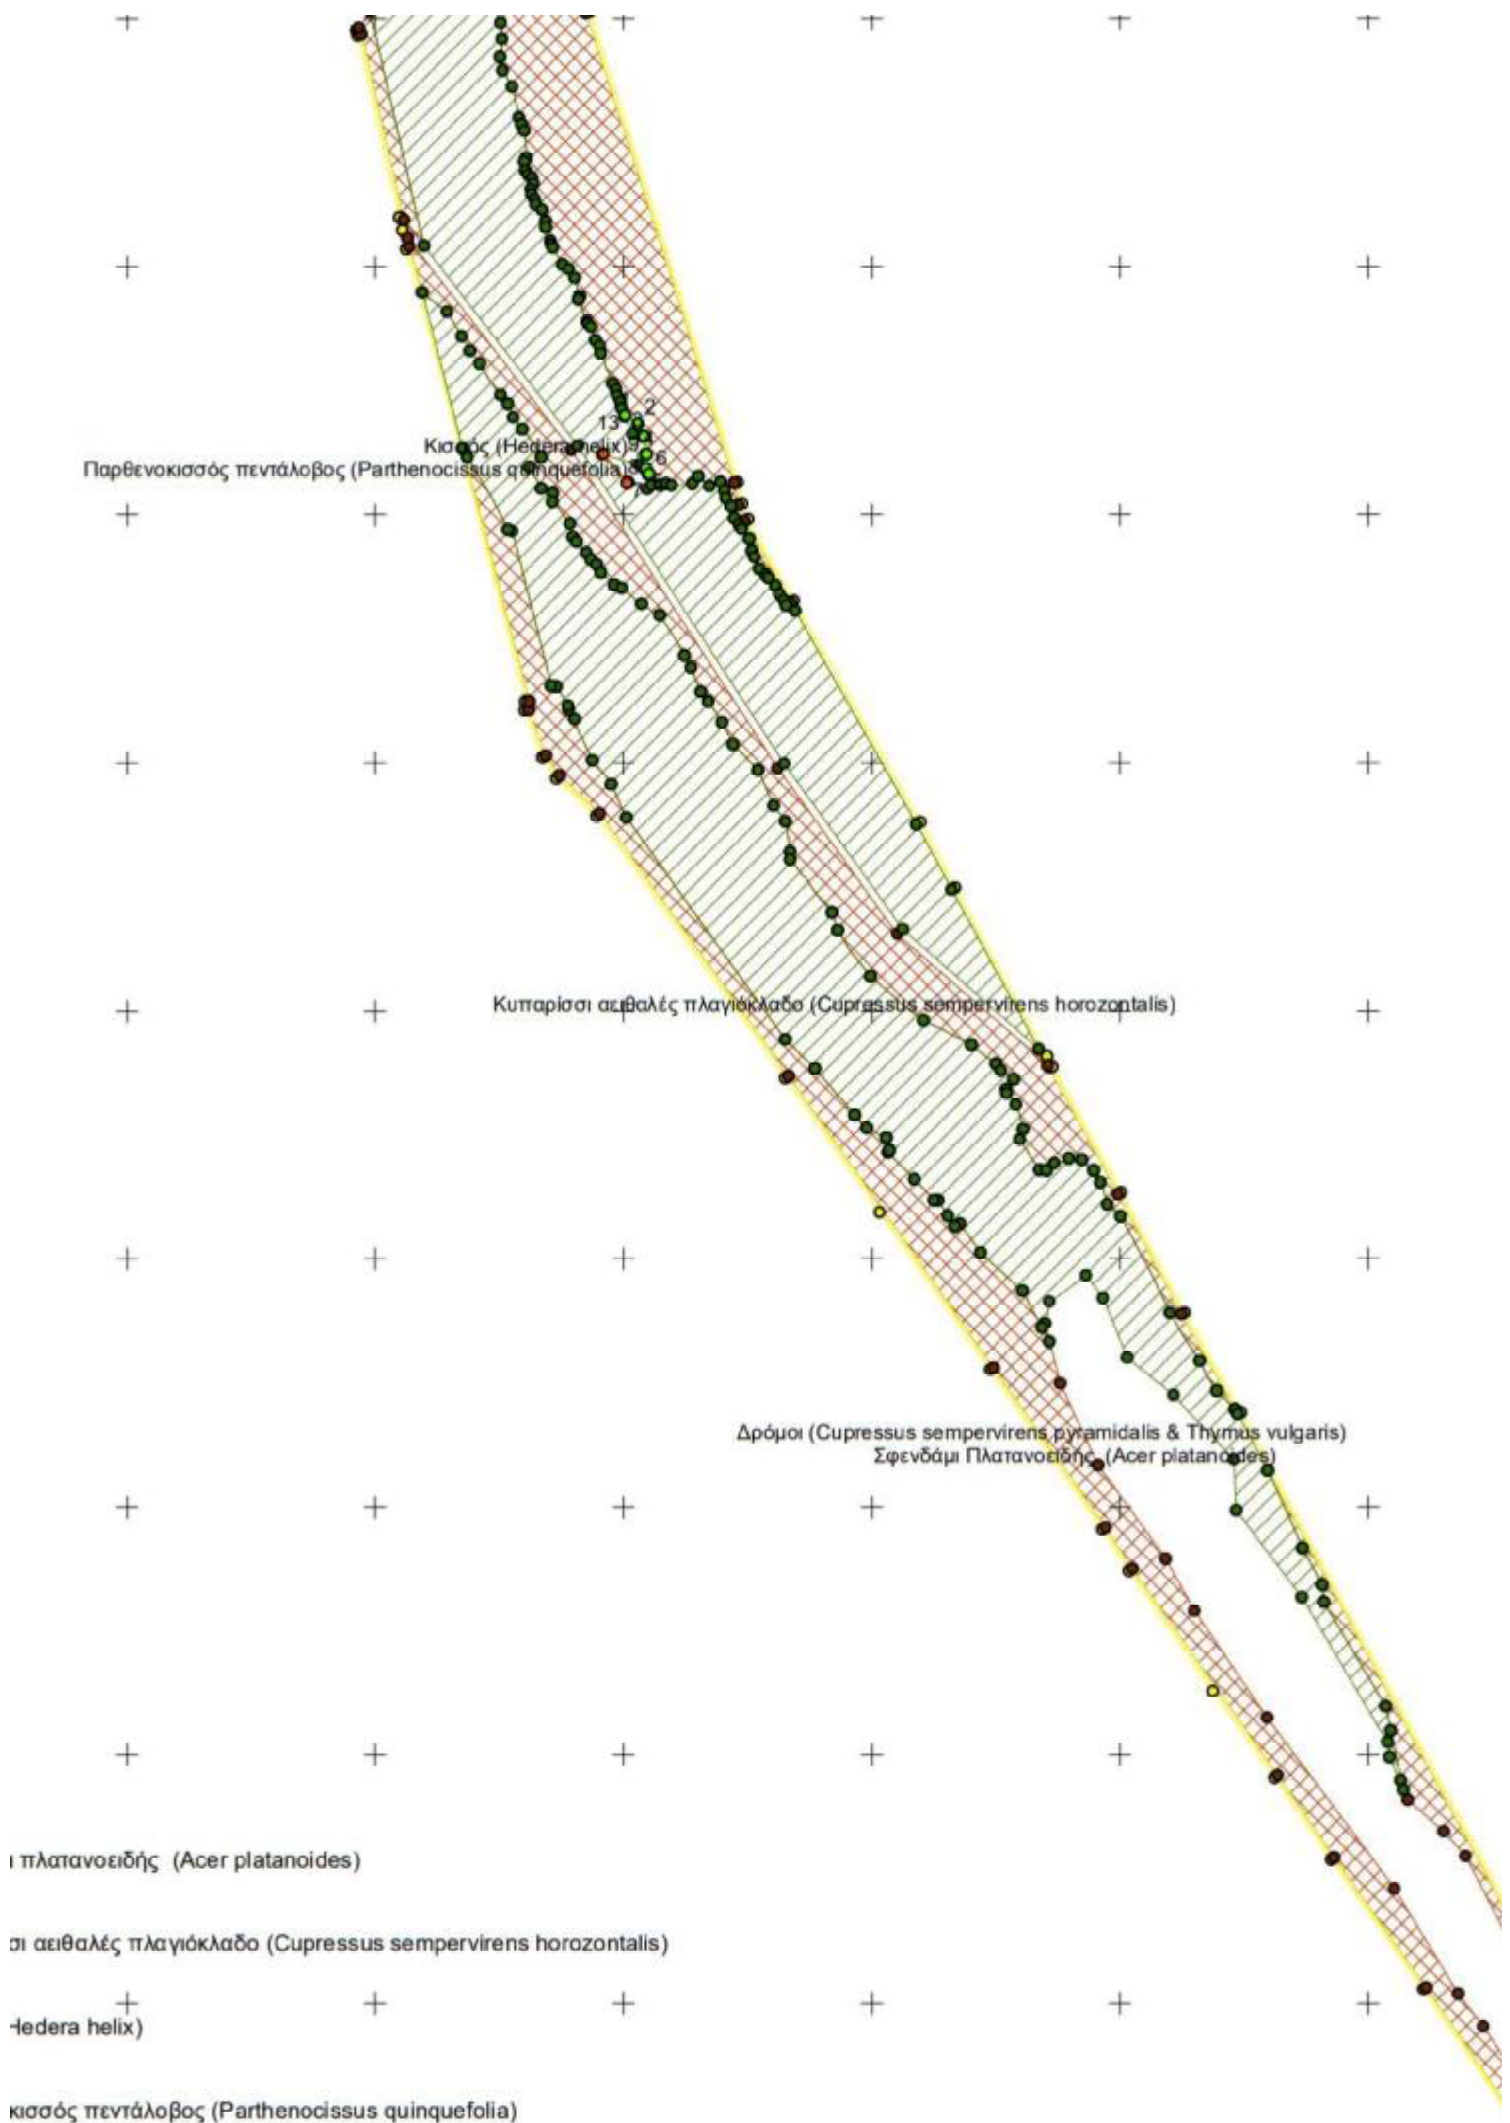 2
13
Κισσός (Hedera helix)
6
Παρθενοκισσός πεντάλοβος (Parthenocissus quinquefolia)
7
Κυπαρίσσι αειθαλές πλαγιόκλαδο (Cupressus sempervirens horozontalis)
Δρόμοι (Cupressus sempervirens pyramidalis & Thymus vulgaris)
Σφενδάμι Πλατανοειδής (Acer platanoides)
ι πλατανοειδής (Acer platanoides)
σι αειθαλές πλαγιόκλαδο (Cupressus sempervirens horozontalis)
Hedera helix)
κισσός πεντάλοβος (Parthenocissus quinquefolia)